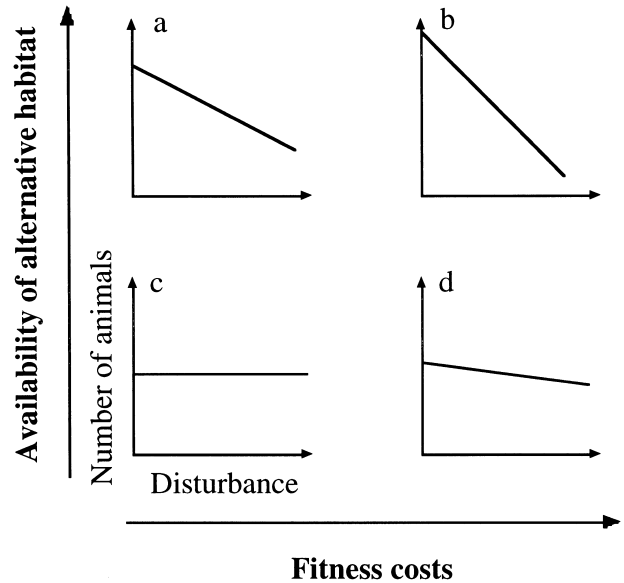 Availability of alternative habitat
a
b
Number of animals
c
d
Disturbance
Fitness costs